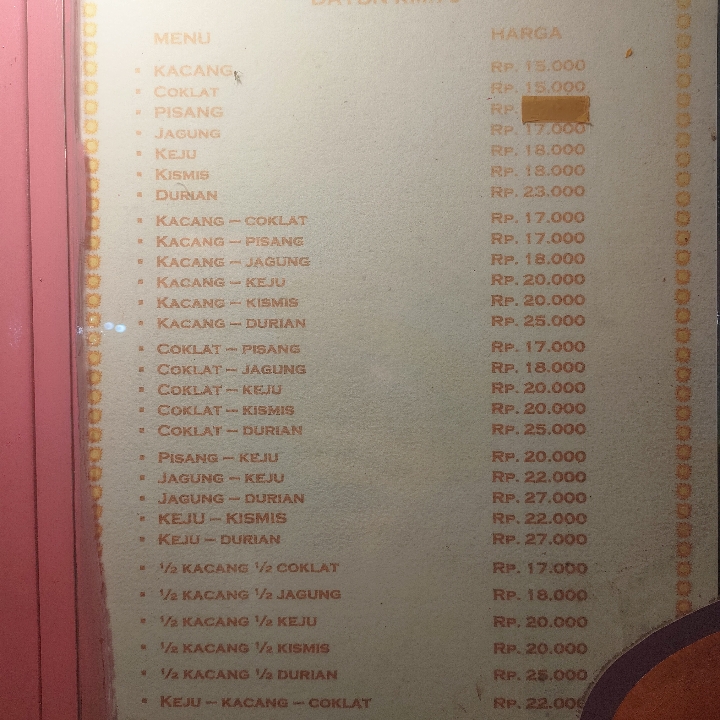 MENU HARGA
KACANG Rp. 15.000
COKLAT Rp. 15.000
PISANG Rp.
JAGUNG Rp. 17.000
KEJU Rp. 18.000
KISMIS Rp. 18.000
DURIAN Rp. 23.000
KACANG – COKLAT Rp. 17.000
KACANG – PISANG Rp. 17.000
KACANG – JAGUNG Rp. 18.000
KACANG – KEJU Rp. 20.000
KACANG – KISMIS Rp. 20.000
KACANG – DURIAN Rp. 25.000
COKLAT – PISANG Rp. 17.000
COKLAT – JAGUNG Rp. 18.000
COKLAT – KEJU Rp. 20.000
COKLAT – KISMIS Rp. 20.000
COKLAT – DURIAN Rp. 25.000
PISANG – KEJU Rp. 20.000
JAGUNG – KEJU Rp. 22.000
JAGUNG – DURIAN Rp. 27.000
KEJU – KISMIS Rp. 22.000
KEJU – DURIAN Rp. 27.000
½ KACANG ½ COKLAT Rp. 17.000
½ KACANG ½ JAGUNG Rp. 18.000
½ KACANG ½ KEJU Rp. 20.000
½ KACANG ½ KISMIS Rp. 20.000
½ KACANG ½ DURIAN Rp. 25.000
KEJU – KACANG – COKLAT Rp. 22.000